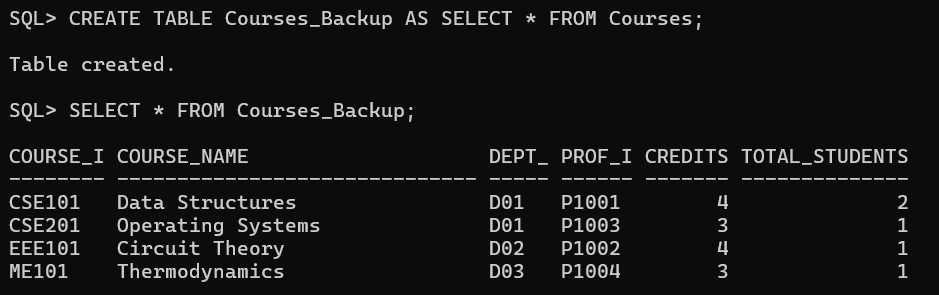 SQL> CREATE TABLE Courses_Backup AS SELECT * FROM Courses;
Table created.
SQL> SELECT * FROM Courses_Backup;
COURSE_I COURSE_NAME                    DEPT_ PROF_I CREDITS TOTAL_STUDENTS
-------- ------------------------------ ----- ------ ------- --------------
CSE101   Data Structures                D01   P1001        4              2
CSE201   Operating Systems              D01   P1003        3              1
EEE101   Circuit Theory                 D02   P1002        4              1
ME101    Thermodynamics                 D03   P1004        3              1